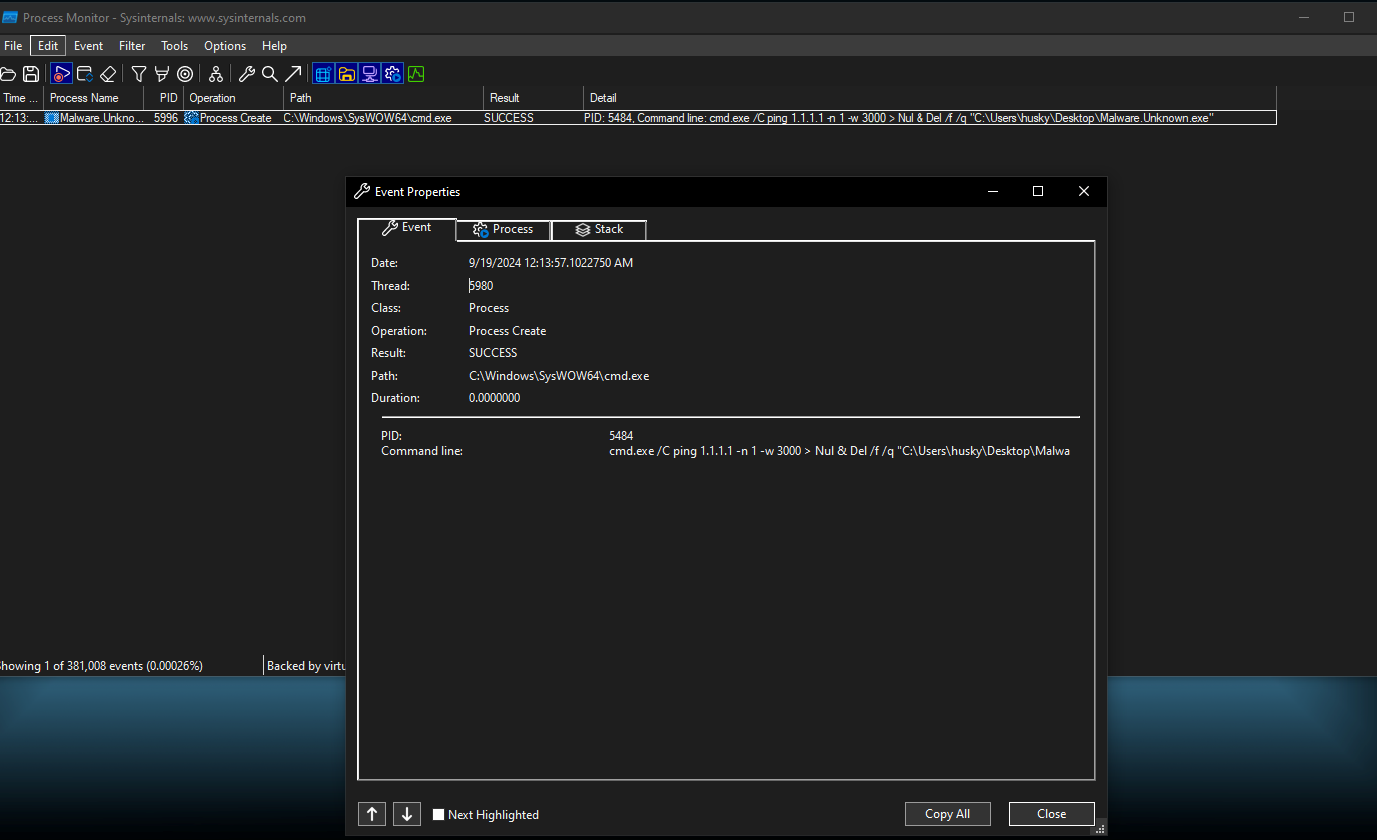 Process Monitor - Sysinternals: www.sysinternals.com
File Edit Event Filter Tools Options Help
Time ... Process Name PID Operation Path Result Detail
12:13:... Malware.Unkno... 5996 Process Create C:\Windows\SysWOW64\cmd.exe SUCCESS PID: 5484, Command line: cmd.exe /C ping 1.1.1.1 -n 1 -w 3000 > Nul & Del /f /q "C:\Users\husky\Desktop\Malware.Unknown.exe"
Event Properties
Event Process Stack
Date: 9/19/2024 12:13:57.1022750 AM
Thread: 5980
Class: Process
Operation: Process Create
Result: SUCCESS
Path: C:\Windows\SysWOW64\cmd.exe
Duration: 0.0000000
PID: 5484
Command line: cmd.exe /C ping 1.1.1.1 -n 1 -w 3000 > Nul & Del /f /q "C:\Users\husky\Desktop\Malwa
howing 1 of 381,008 events (0.00026%) Backed by virtu
Next Highlighted Copy All Close